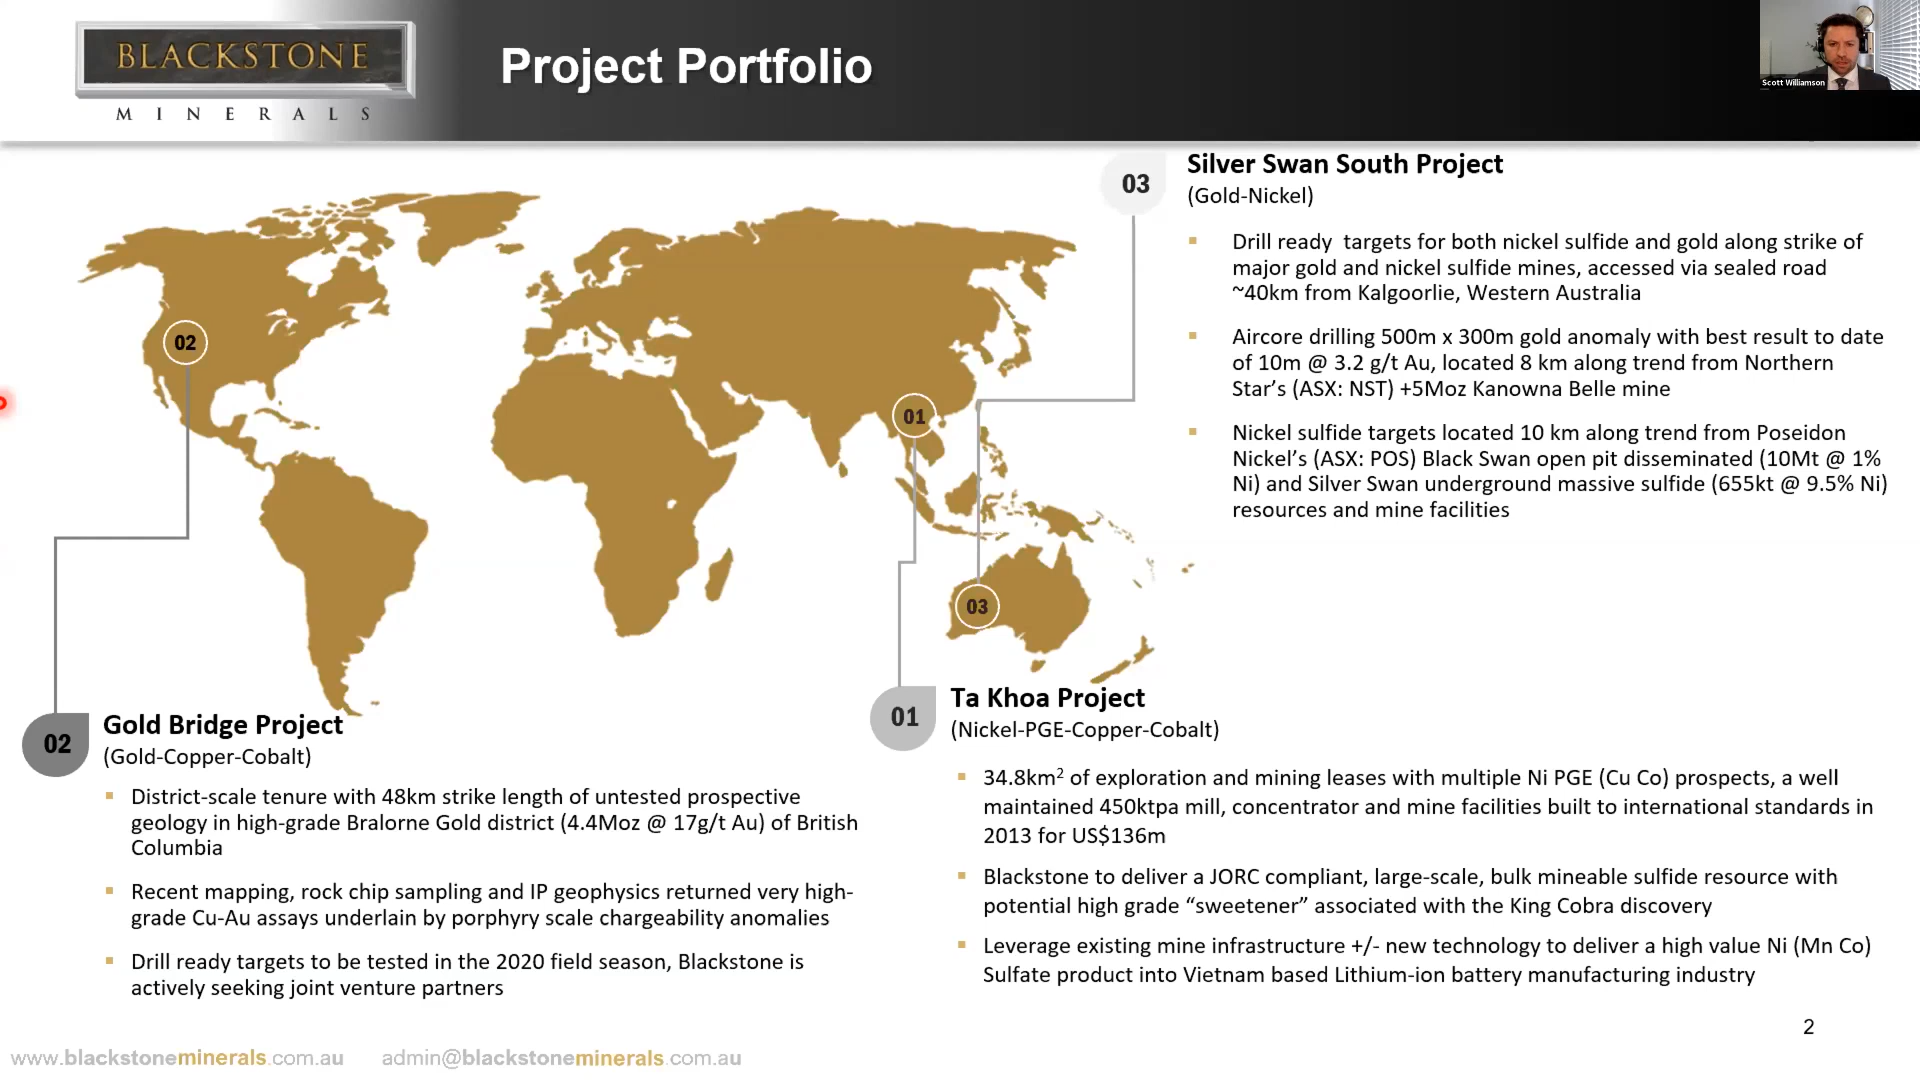 BLACKSTONE
MINERALS
Project Portfolio
Scott Williamson
03
Silver Swan South Project
(Gold-Nickel)
Drill ready targets for both nickel sulfide and gold along strike of
major gold and nickel sulfide mines, accessed via sealed road
~40km from Kalgoorlie, Western Australia
Aircore drilling 500m x 300m gold anomaly with best result to date
of 10m @ 3.2 g/t Au, located 8 km along trend from Northern
Star’s (ASX: NST) +5Moz Kanowna Belle mine
Nickel sulfide targets located 10 km along trend from Poseidon
Nickel’s (ASX: POS) Black Swan open pit disseminated (10Mt @ 1%
Ni) and Silver Swan underground massive sulfide (655kt @ 9.5% Ni)
resources and mine facilities
02
01
03
02
Gold Bridge Project
(Gold-Copper-Cobalt)
District-scale tenure with 48km strike length of untested prospective
geology in high-grade Bralorne Gold district (4.4Moz @ 17g/t Au) of British
Columbia
Recent mapping, rock chip sampling and IP geophysics returned very high-
grade Cu-Au assays underlain by porphyry scale chargeability anomalies
Drill ready targets to be tested in the 2020 field season, Blackstone is
actively seeking joint venture partners
01
Ta Khoa Project
(Nickel-PGE-Copper-Cobalt)
34.8km² of exploration and mining leases with multiple Ni PGE (Cu Co) prospects, a well
maintained 450ktpa mill, concentrator and mine facilities built to international standards in
2013 for US$136m
Blackstone to deliver a JORC compliant, large-scale, bulk mineable sulfide resource with
potential high grade “sweetener” associated with the King Cobra discovery
Leverage existing mine infrastructure +/- new technology to deliver a high value Ni (Mn Co)
Sulfate product into Vietnam based Lithium-ion battery manufacturing industry
2
www.blackstoneminerals.com.au admin@blackstoneminerals.com.au